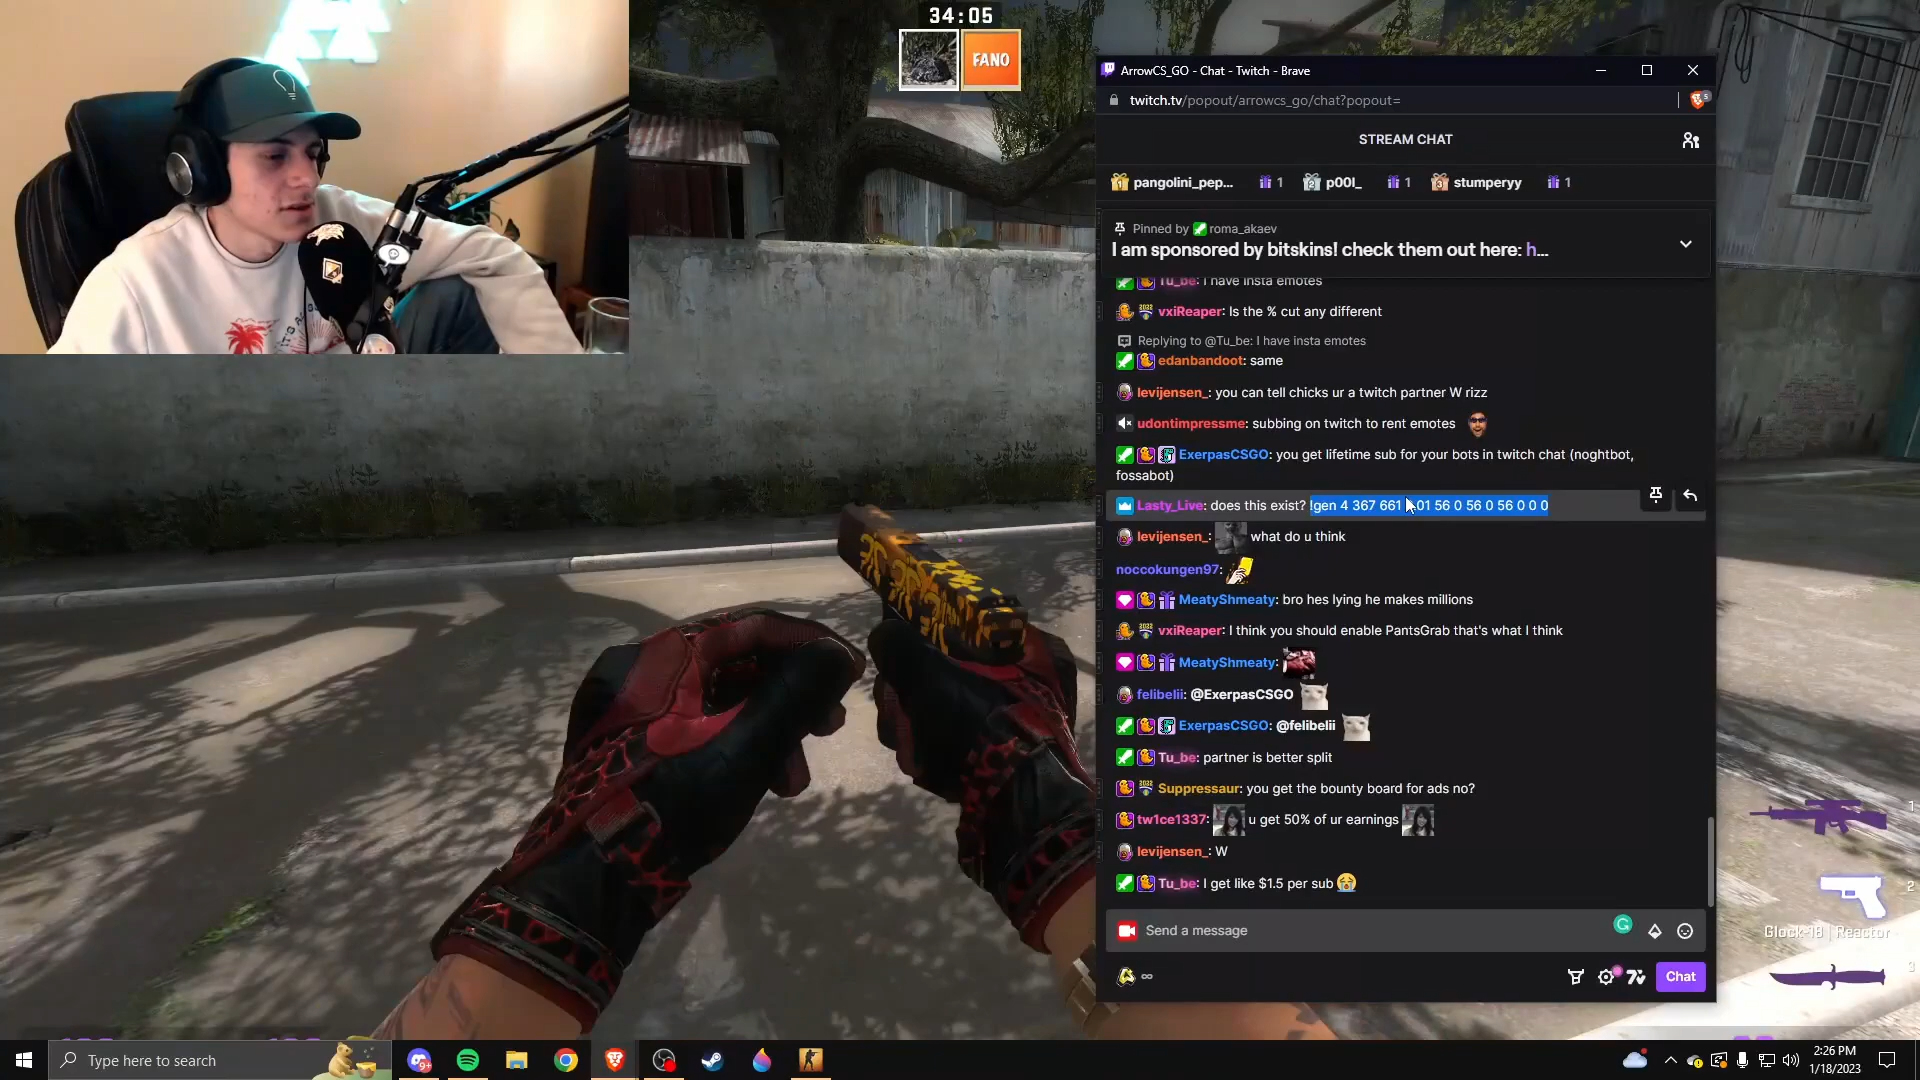 34:05
FANO
ArrowCS_GO - Chat - Twitch - Brave
twitch.tv/popout/arrowcs_go/chat?popout=
5
STREAM CHAT
1 pangolini_pep... 1 2 p00l_ 1 3 stumperyy 1
Pinned by roma_akaev
I am sponsored by bitskins! check them out here: h...
Tu_be: I have insta emotes
vxiReaper: Is the % cut any different
Replying to @Tu_be: I have insta emotes
edanbandoot: same
levijensen_: you can tell chicks ur a twitch partner W rizz
udontimpressme: subbing on twitch to rent emotes
ExerpasCSGO: you get lifetime sub for your bots in twitch chat (noghtbot,
fossabot)
Lasty_Live: does this exist? !gen 4 367 661 01 56 0 56 0 56 0 0 0
levijensen_: what do u think
noccokungen97:
MeatyShmeaty: bro hes lying he makes millions
vxiReaper: I think you should enable PantsGrab that's what I think
MeatyShmeaty:
felibelii: @ExerpasCSGO
ExerpasCSGO: @felibelii
Tu_be: partner is better split
Suppressaur: you get the bounty board for ads no?
tw1ce1337: u get 50% of ur earnings
levijensen_: W
Tu_be: I get like $1.5 per sub
Send a message
Chat
1
2
Glock-18 | Reactor
3
Type here to search
9+
2:26 PM
1/18/2023